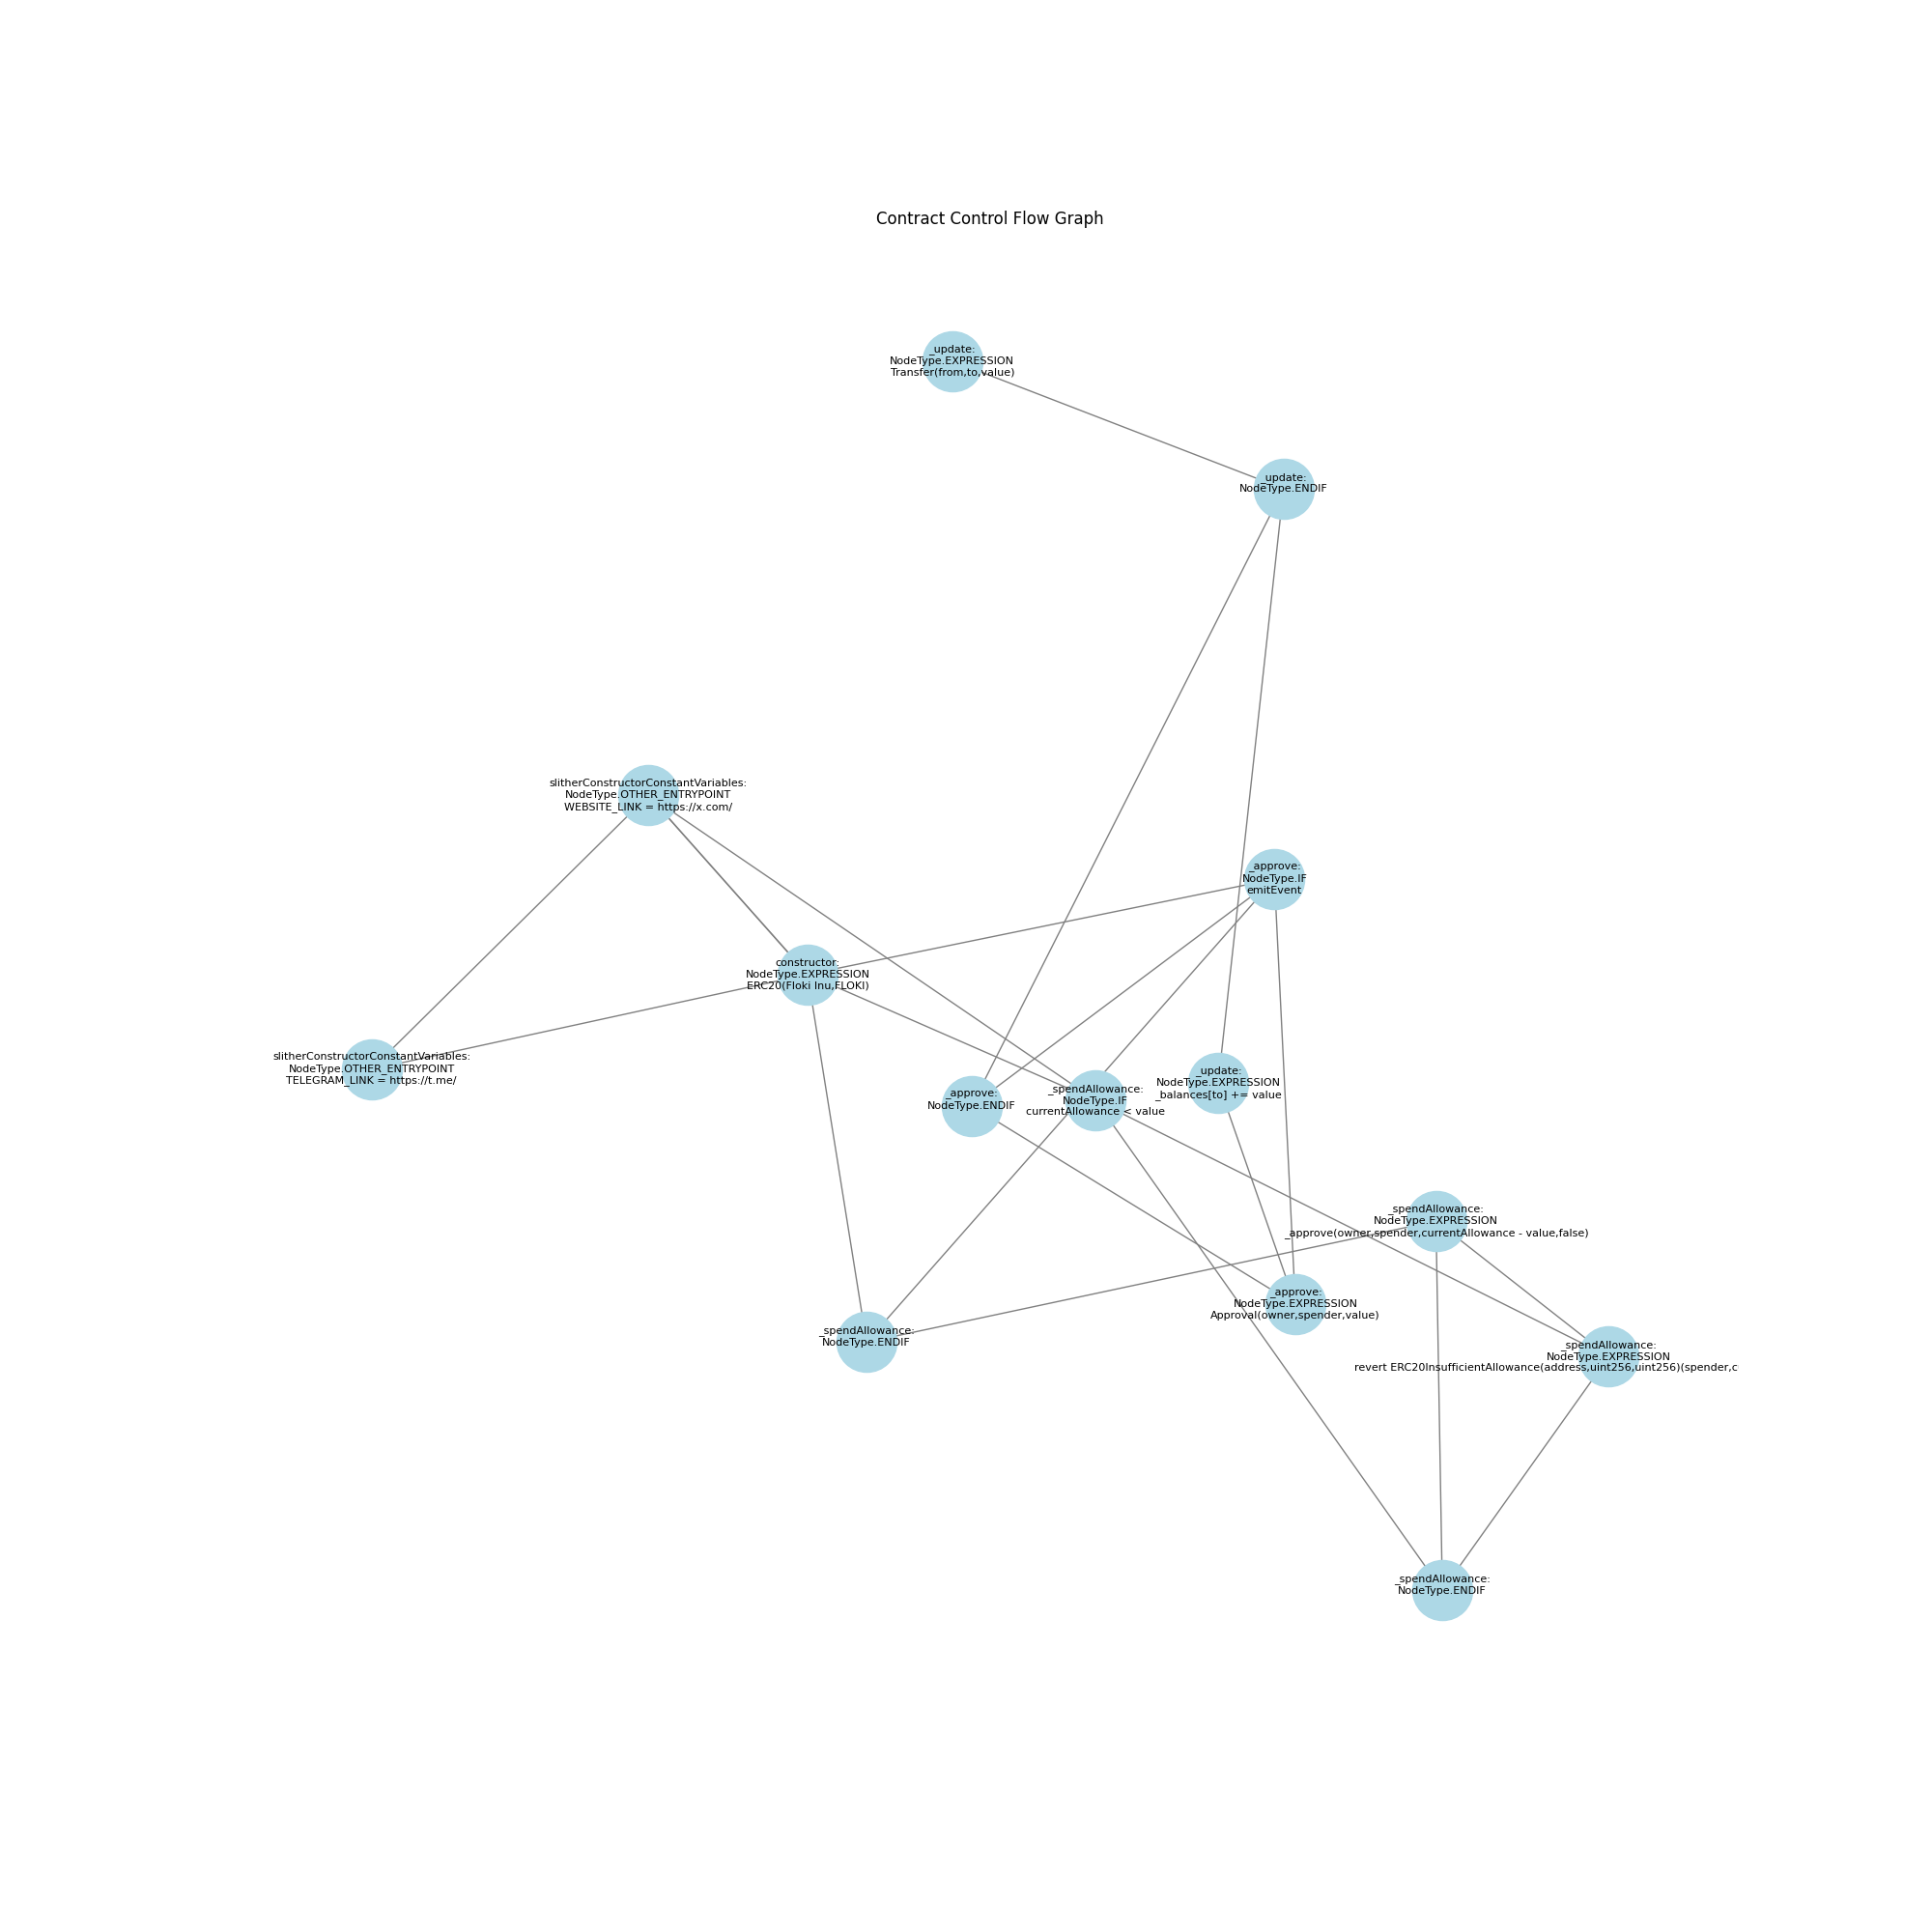 Contract Control Flow Graph
_update:
NodeType.EXPRESSION
Transfer(from,to,value)
_update:
NodeType.ENDIF
slitherConstructorConstantVariables:
NodeType.OTHER_ENTRYPOINT
WEBSITE_LINK = https://x.com/
_approve:
NodeType.IF
emitEvent
constructor:
NodeType.EXPRESSION
ERC20(Floki Inu,FLOKI)
slitherConstructorConstantVariables:
NodeType.OTHER_ENTRYPOINT
TELEGRAM_LINK = https://t.me/
_approve:
NodeType.ENDIF
_spendAllowance:
NodeType.IF
currentAllowance < value
_update:
NodeType.EXPRESSION
_balances[to] += value
_spendAllowance:
NodeType.EXPRESSION
_approve(owner,spender,currentAllowance - value,false)
_approve:
NodeType.EXPRESSION
Approval(owner,spender,value)
_spendAllowance:
NodeType.ENDIF
_spendAllowance:
NodeType.EXPRESSION
revert ERC20InsufficientAllowance(address,uint256,uint256)(spender,c
_spendAllowance:
NodeType.ENDIF